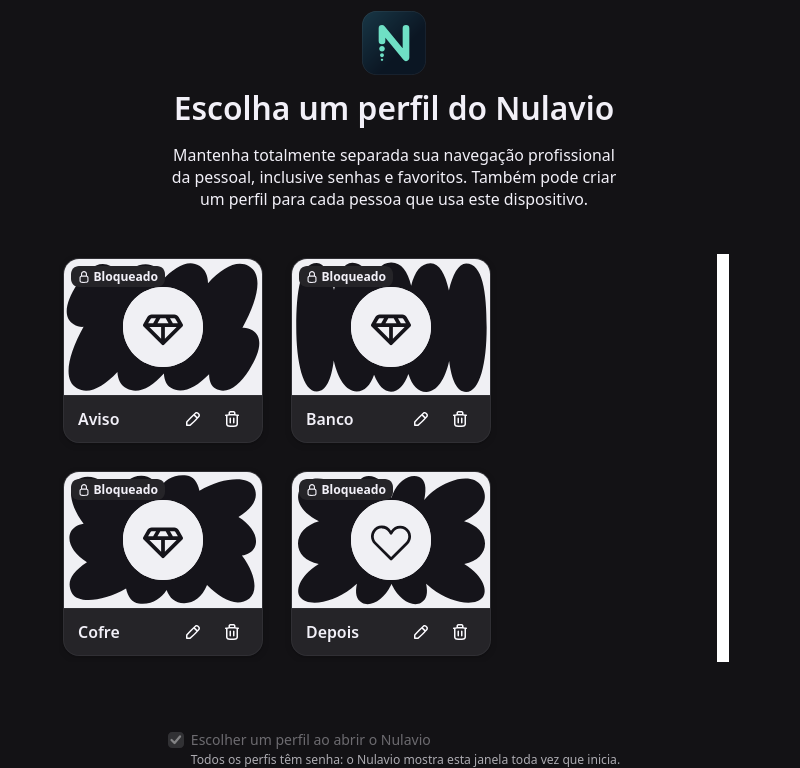 Escolha um perfil do Nulavio
Mantenha totalmente separada sua navegação profissional
da pessoal, inclusive senhas e favoritos. Também pode criar
um perfil para cada pessoa que usa este dispositivo.
Bloqueado
Bloqueado
Aviso
Banco
Bloqueado
Bloqueado
Cofre
Depois
Escolher um perfil ao abrir o Nulavio
Todos os perfis têm senha: o Nulavio mostra esta janela toda vez que inicia.